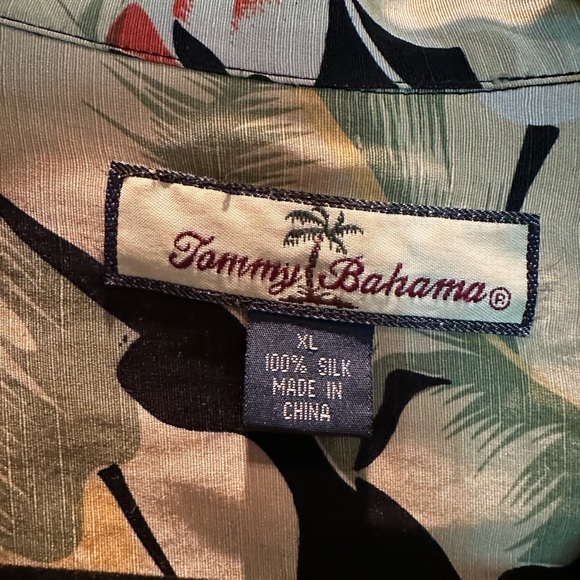 Tommy Bahama®
XL
100% SILK
MADE IN
CHINA